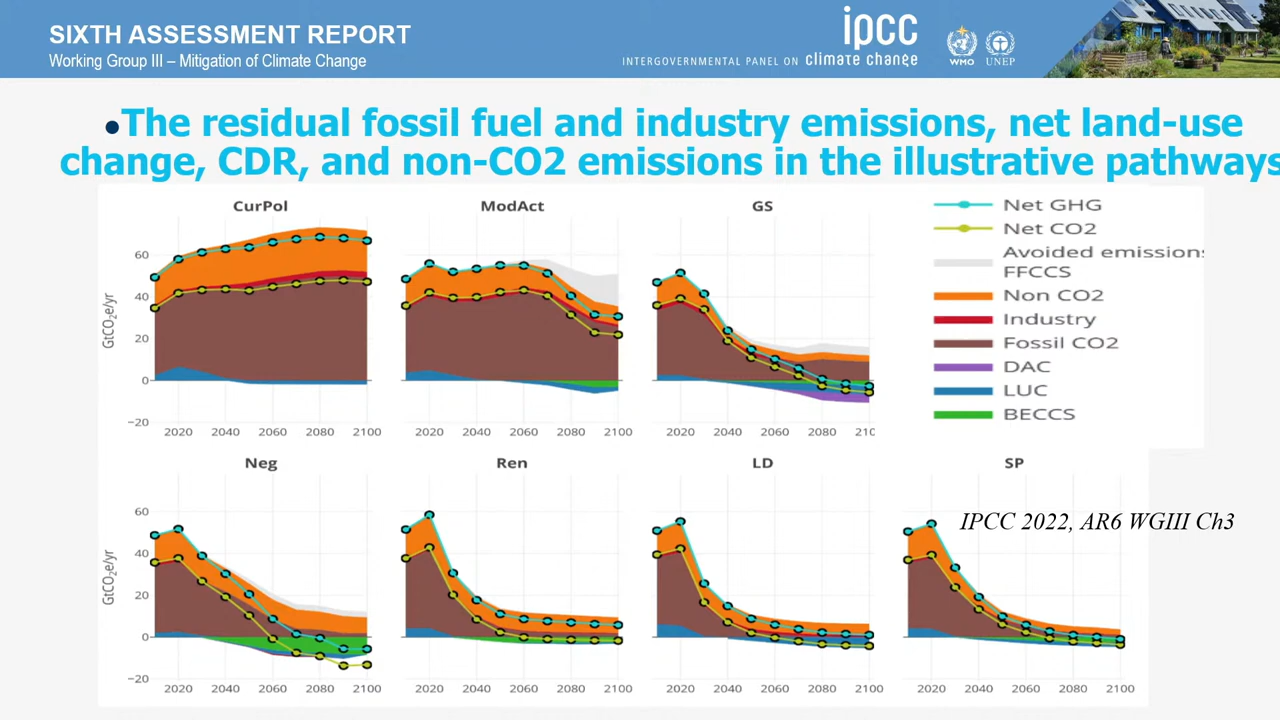 SIXTH ASSESSMENT REPORT
Working Group III – Mitigation of Climate Change
INTERGOVERNMENTAL PANEL ON climate change
ipcc
WMO
UNEP
•The residual fossil fuel and industry emissions, net land-use
change, CDR, and non-CO2 emissions in the illustrative pathways
CurPol
ModAct
GS
GtCO₂e/yr
60
40
20
0
−20
2020 2040 2060 2080 2100
2020 2040 2060 2080 2100
2020 2040 2060 2080 210
Net GHG
Net CO2
Avoided emissions
FFCCS
Non CO2
Industry
Fossil CO2
DAC
LUC
BECCS
Neg
Ren
LD
SP
IPCC 2022, AR6 WGIII Ch3
GtCO₂e/yr
60
40
20
0
−20
2020 2040 2060 2080 2100
2020 2040 2060 2080 2100
2020 2040 2060 2080 2100
2020 2040 2060 2080 2100